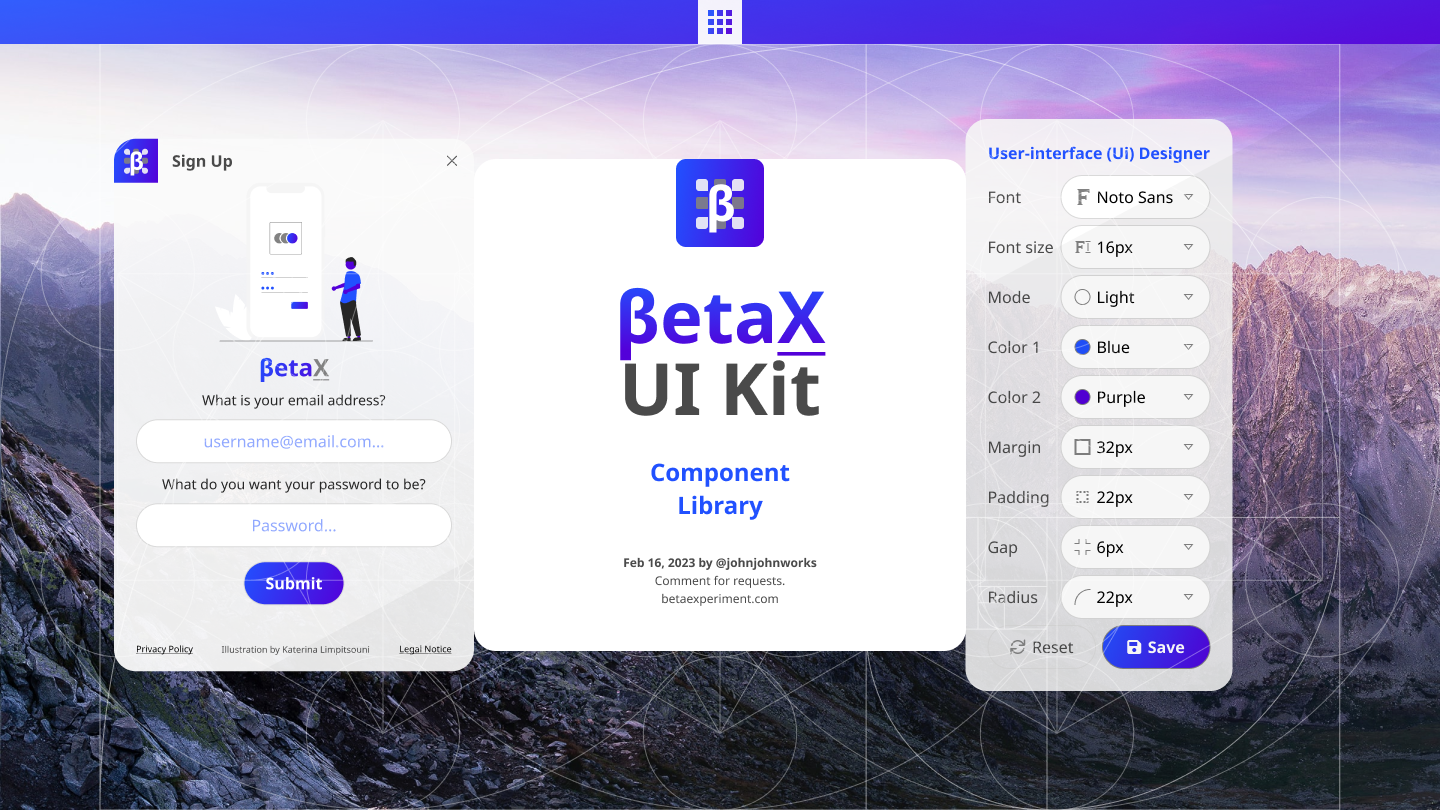 β
Sign Up
βetaX
What is your email address?
username@email.com...
What do you want your password to be?
Password...
Submit
Privacy Policy
Illustration by Katerina Limpitsouni
Legal Notice
β
βetaX
UI Kit
Component
Library
Feb 16, 2023 by @johnjohnworks
Comment for requests.
betaexperiment.com
User-interface (Ui) Designer
Font F Noto Sans
Font size FI 16px
Mode Light
Color 1 Blue
Color 2 Purple
Margin 32px
Padding 22px
Gap 6px
Radius 22px
Reset Save